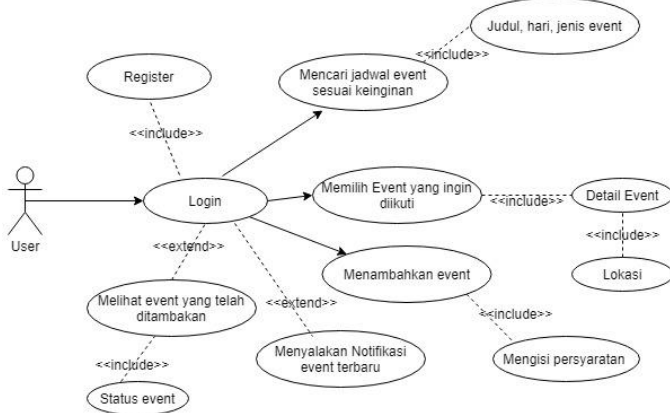 Judul, hari, jenis event
<<include>>
Mencari jadwal event
sesuai keinginan
Register
<<include>>
User
Login
Memilih Event yang ingin
diikuti
<<include>>
Detail Event
<<include>>
Lokasi
<<extend>>
Menambahkan event
Melihat event yang telah
ditambakan
<<extend>>
<<include>>
Menyalakan Notifikasi
event terbaru
<<include>>
Mengisi persyaratan
Status event